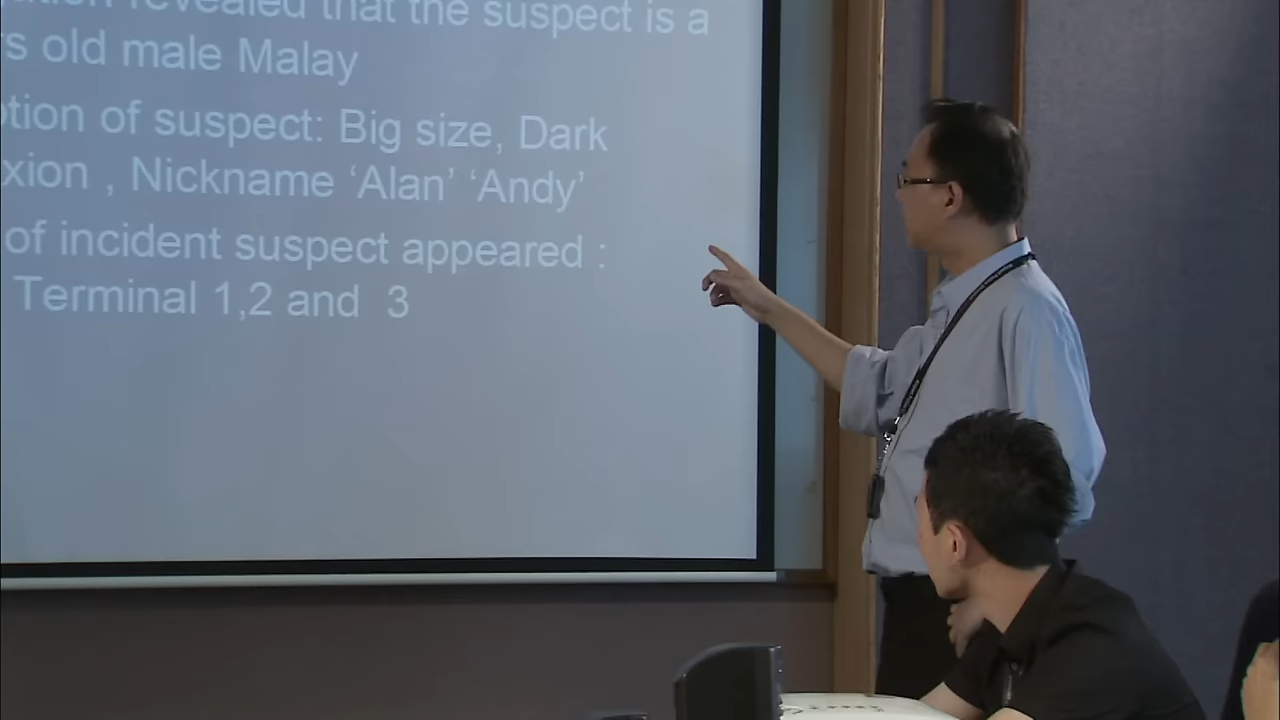 ation revealed that the suspect is a
rs old male Malay
ption of suspect: Big size, Dark
xion , Nickname ‘Alan’ ‘Andy’
of incident suspect appeared :
Terminal 1,2 and 3